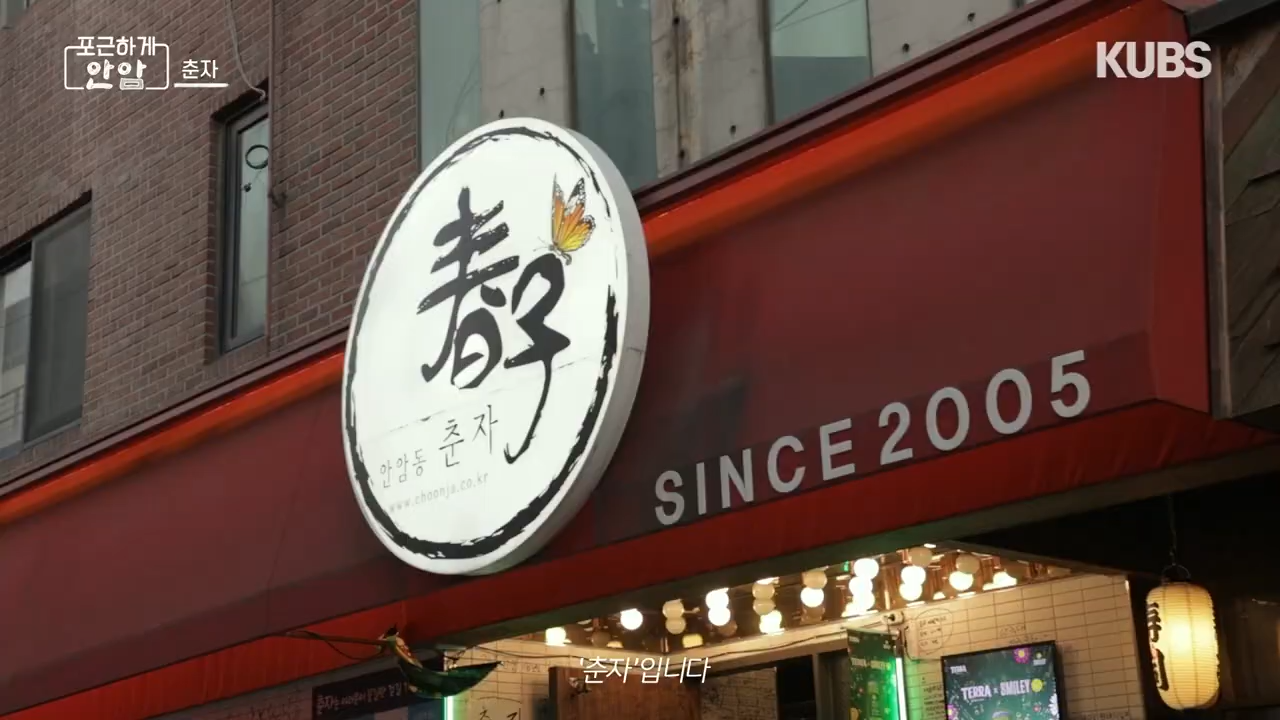 포근하게
안암 춘자
KUBS
春子
안암동 춘자
www.choonja.co.kr
SINCE 2005
TERRA
TERRA × SMILEY
'춘자'입니다